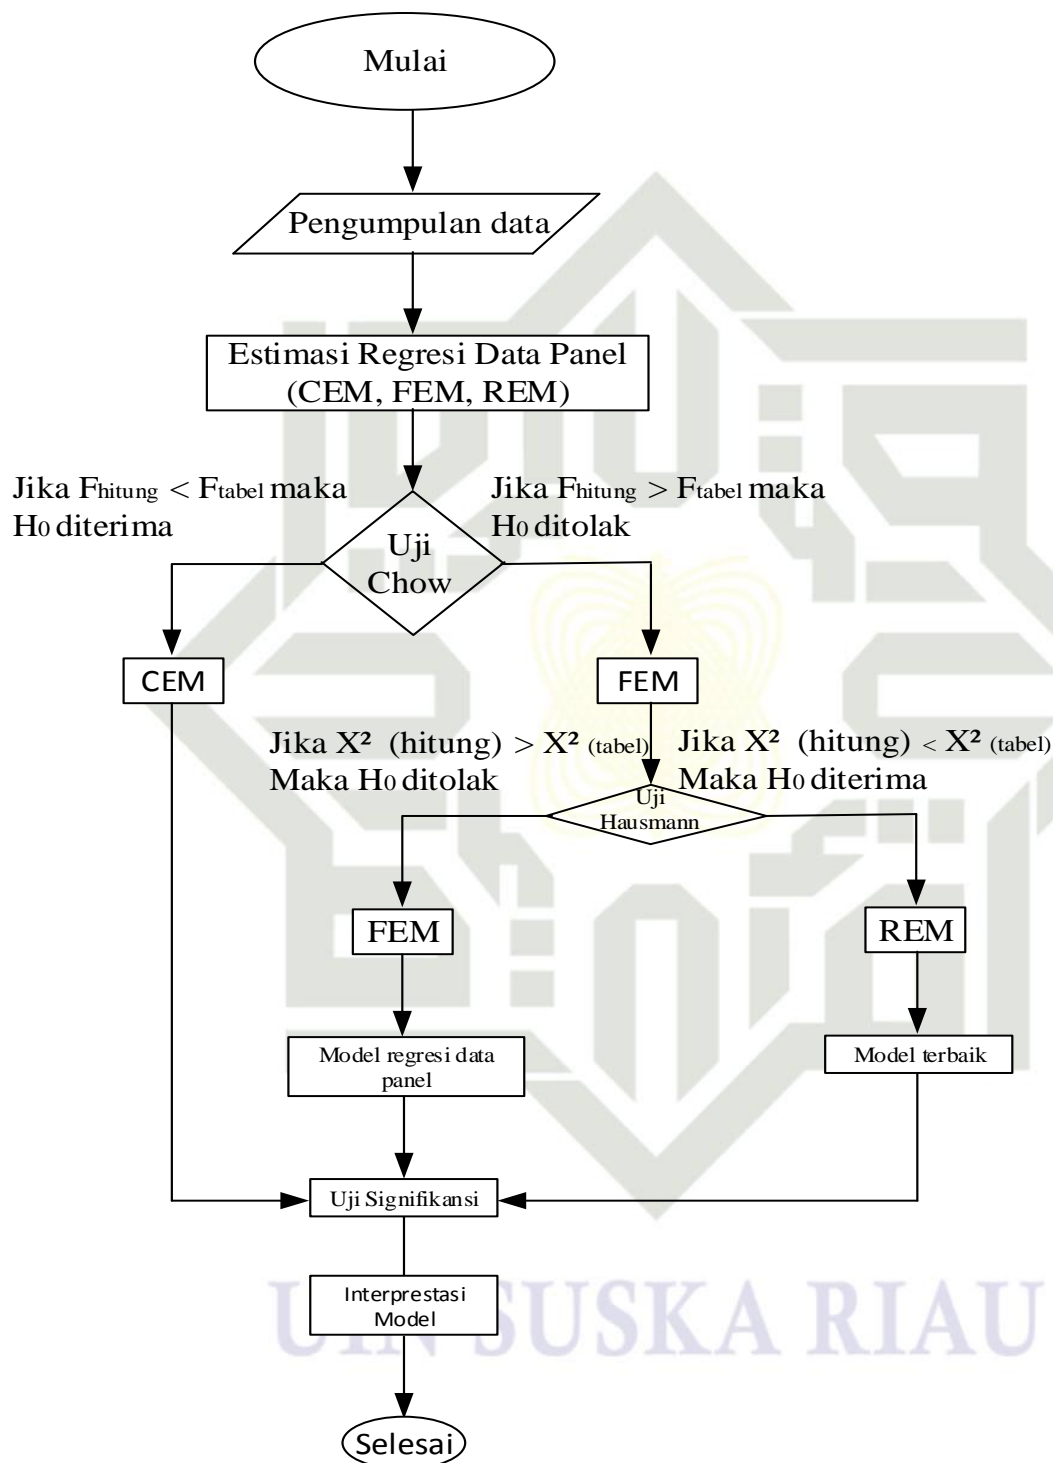 Mulai
Pengumpulan data
Estimasi Regresi Data Panel
(CEM, FEM, REM)
Jika Fhitung < Ftabel maka
H0 diterima
Jika Fhitung > Ftabel maka
H0 ditolak
Uji
Chow
CEM
FEM
Jika X² (hitung) > X² (tabel)
Maka H0 ditolak
Jika X² (hitung) < X² (tabel)
Maka H0 diterima
Uji
Hausmann
FEM
REM
Model regresi data
panel
Model terbaik
Uji Signifikansi
Interprestasi
Model
UIN SUSKA RIAU
Selesai